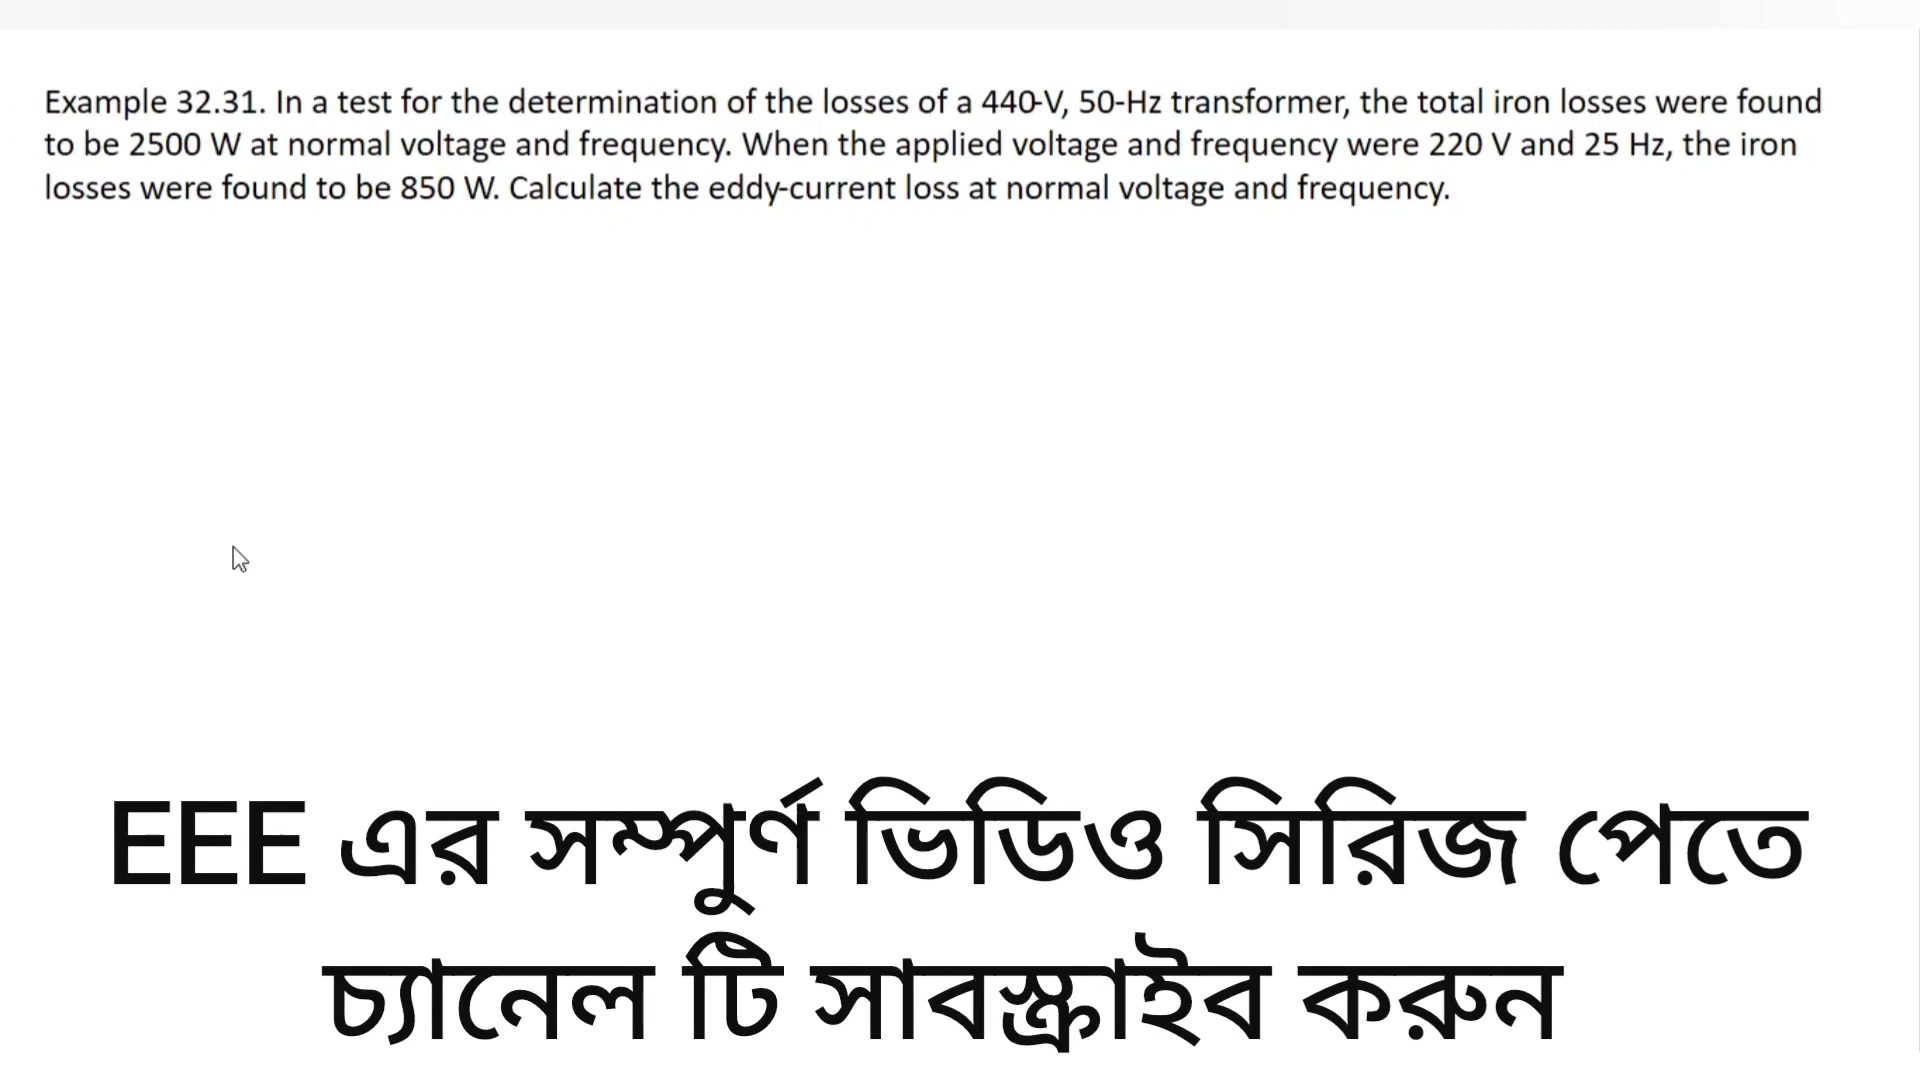 Example 32.31. In a test for the determination of the losses of a 440-V, 50-Hz transformer, the total iron losses were found
to be 2500 W at normal voltage and frequency. When the applied voltage and frequency were 220 V and 25 Hz, the iron
losses were found to be 850 W. Calculate the eddy-current loss at normal voltage and frequency.
EEE এর সম্পুর্ণ ভিডিও সিরিজ পেতে
চ্যানেল টি সাবস্ক্রাইব করুন